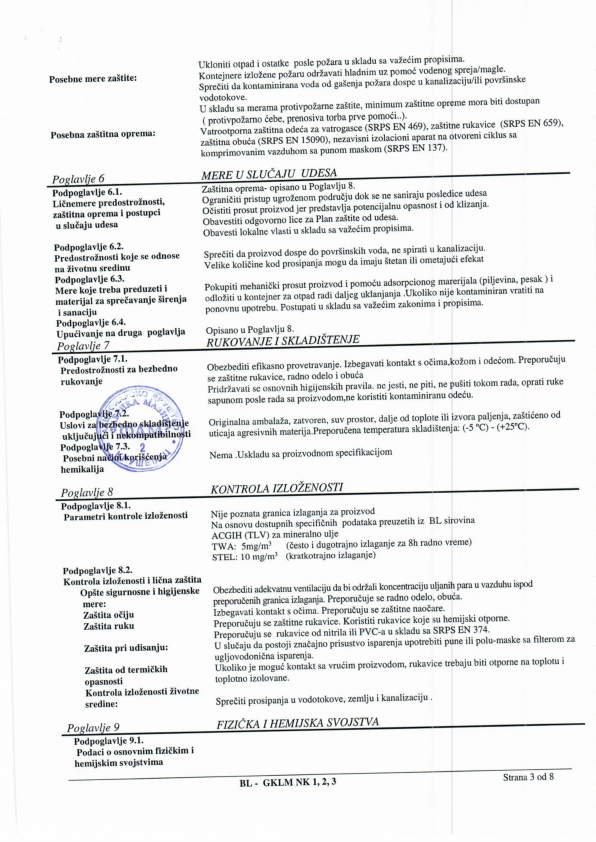 Ukloniti otpad i ostatke posle požara u skladu sa važećim propisima.
Posebne mere zaštite:
Kontejnere izložene požaru održavati hladnim uz pomoć vodenog spreja/magle.
Sprečiti da kontaminirana voda od gašenja požara dospe u kanalizaciju/ili površinske
vodotokove.
U skladu sa merama protivpožarne zaštite, minimum zaštitne opreme mora biti dostupan
( protivpožarno ćebe, prenosiva torba prve pomoći..).
Posebna zaštitna oprema:
Vatrootporna zaštitna odeća za vatrogasce (SRPS EN 469), zaštitne rukavice (SRPS EN 659),
zaštitna obuća (SRPS EN 15090), nezavisni izolacioni aparat na otvoreni ciklus sa
komprimovanim vazduhom sa punom maskom (SRPS EN 137).
Poglavlje 6 MERE U SLUČAJU UDESA
Podpoglavlje 6.1.
Ličnemere predostrožnosti,
zaštitna oprema i postupci
u slučaju udesa
Zaštitna oprema- opisano u Poglavlju 8.
Ograničiti pristup ugroženom području dok se ne saniraju posledice udesa
Očistiti prosut proizvod jer predstavlja potencijalnu opasnost i od klizanja.
Obavestiti odgovorno lice za Plan zaštite od udesa.
Obavesti lokalne vlasti u skladu sa važećim propisima.
Podpoglavlje 6.2.
Predostrožnosti koje se odnose
na životnu sredinu
Sprečiti da proizvod dospe do površinskih voda, ne spirati u kanalizaciju.
Velike količine kod prosipanja mogu da imaju štetan ili ometajući efekat
Podpoglavlje 6.3.
Mere koje treba preduzeti i
materijal za sprečavanje širenja
i sanaciju
Pokupiti mehanički prosut proizvod i pomoću adsorpcionog marerijala (piljevina, pesak ) i
odložiti u kontejner za otpad radi daljeg uklanjanja .Ukoliko nije kontaminiran vratiti na
ponovnu upotrebu. Postupati u skladu sa važećim zakonima i propisima.
Podpoglavlje 6.4.
Upućivanje na druga poglavlja
Opisano u Poglavlju 8.
Poglavlje 7 RUKOVANJE I SKLADIŠTENJE
Podpoglavlje 7.1.
Predostrožnosti za bezbedno
rukovanje
Obezbediti efikasno provetravanje. Izbegavati kontakt s očima,kožom i odećom. Preporučuju
se zaštitne rukavice, radno odelo i obuća
Pridržavati se osnovnih higijenskih pravila. ne jesti, ne piti, ne pušiti tokom rada, oprati ruke
sapunom posle rada sa proizvodom,ne koristiti kontaminiranu odeću.
Podpoglavlje 7.2.
Uslovi za bezbedno skladištenje
uključujući i nekompatibilnosti
Originalna ambalaža, zatvoren, suv prostor, dalje od toplote ili izvora paljenja, zaštićeno od
uticaja agresivnih materija.Preporučena temperatura skladištenja: (-5 °C) - (+25°C).
Podpoglavlje 7.3.
Posebni načini korišćenja
hemikalija
Nema .Uskladu sa proizvodnom specifikacijom
2
Poglavlje 8 KONTROLA IZLOŽENOSTI
Podpoglavlje 8.1.
Parametri kontrole izloženosti
Nije poznata granica izlaganja za proizvod
Na osnovu dostupnih specifičnih podataka preuzetih iz BL sirovina
ACGIH (TLV) za mineralno ulje
TWA: 5mg/m³ (često i dugotrajno izlaganje za 8h radno vreme)
STEL: 10 mg/m³ (kratkotrajno izlaganje)
Podpoglavlje 8.2.
Kontrola izloženosti i lična zaštita
Opšte sigurnosne i higijenske
mere:
Obezbediti adekvatnu ventilaciju da bi održali koncentraciju uljanih para u vazduhu ispod
preporučenih granica izlaganja. Preporučuje se radno odelo, obuća.
Zaštita očiju
Izbegavati kontakt s očima. Preporučuju se zaštitne naočare.
Zaštita ruku
Preporučuju se zaštitne rukavice. Koristiti rukavice koje su hemijski otporne.
Preporučuju se rukavice od nitrila ili PVC-a u skladu sa SRPS EN 374.
Zaštita pri udisanju:
U slučaju da postoji značajno prisustvo isparenja upotrebiti pune ili polu-maske sa filterom za
ugljovodonična isparenja.
Zaštita od termičkih
opasnosti
Ukoliko je moguć kontakt sa vrućim proizvodom, rukavice trebaju biti otporne na toplotu i
toplotno izolovane.
Kontrola izloženosti životne
sredine:
Sprečiti prosipanja u vodotokove, zemlju i kanalizaciju .
Poglavlje 9 FIZIČKA I HEMIJSKA SVOJSTVA
Podpoglavlje 9.1.
Podaci o osnovnim fizičkim i
hemijskim svojstvima
BL - GKLM NK 1, 2, 3
Strana 3 od 8